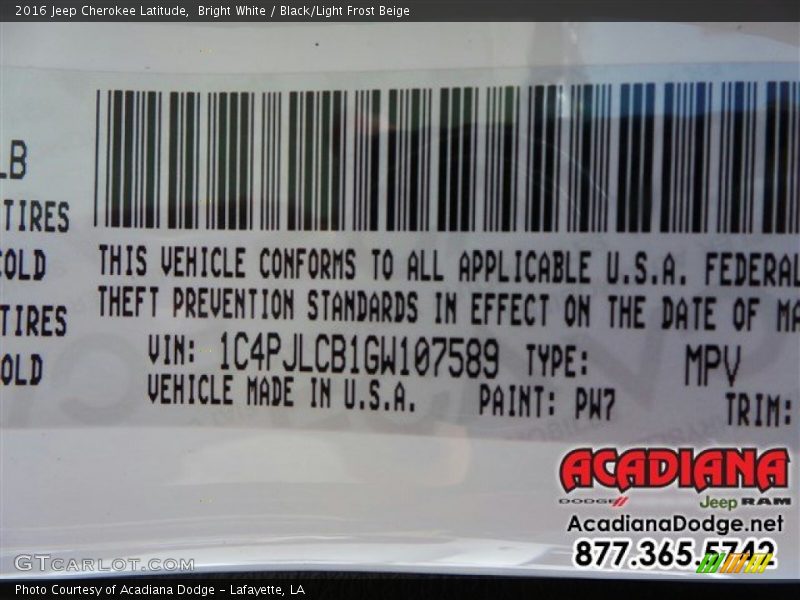 2016 Jeep Cherokee Latitude,  Bright White / Black/Light Frost Beige
LB
TIRES
COLD
TIRES
OLD
THIS VEHICLE CONFORMS TO ALL APPLICABLE U.S.A. FEDERAL
THEFT PREVENTION STANDARDS IN EFFECT ON THE DATE OF MA
VIN: 1C4PJLCB1GW107589 TYPE: MPV
VEHICLE MADE IN U.S.A. PAINT: PW7 TRIM:
ACADIANA
DODGE Jeep RAM
AcadianaDodge.net
877.365.5742
GTCARLOT.COM
Photo Courtesy of Acadiana Dodge - Lafayette, LA